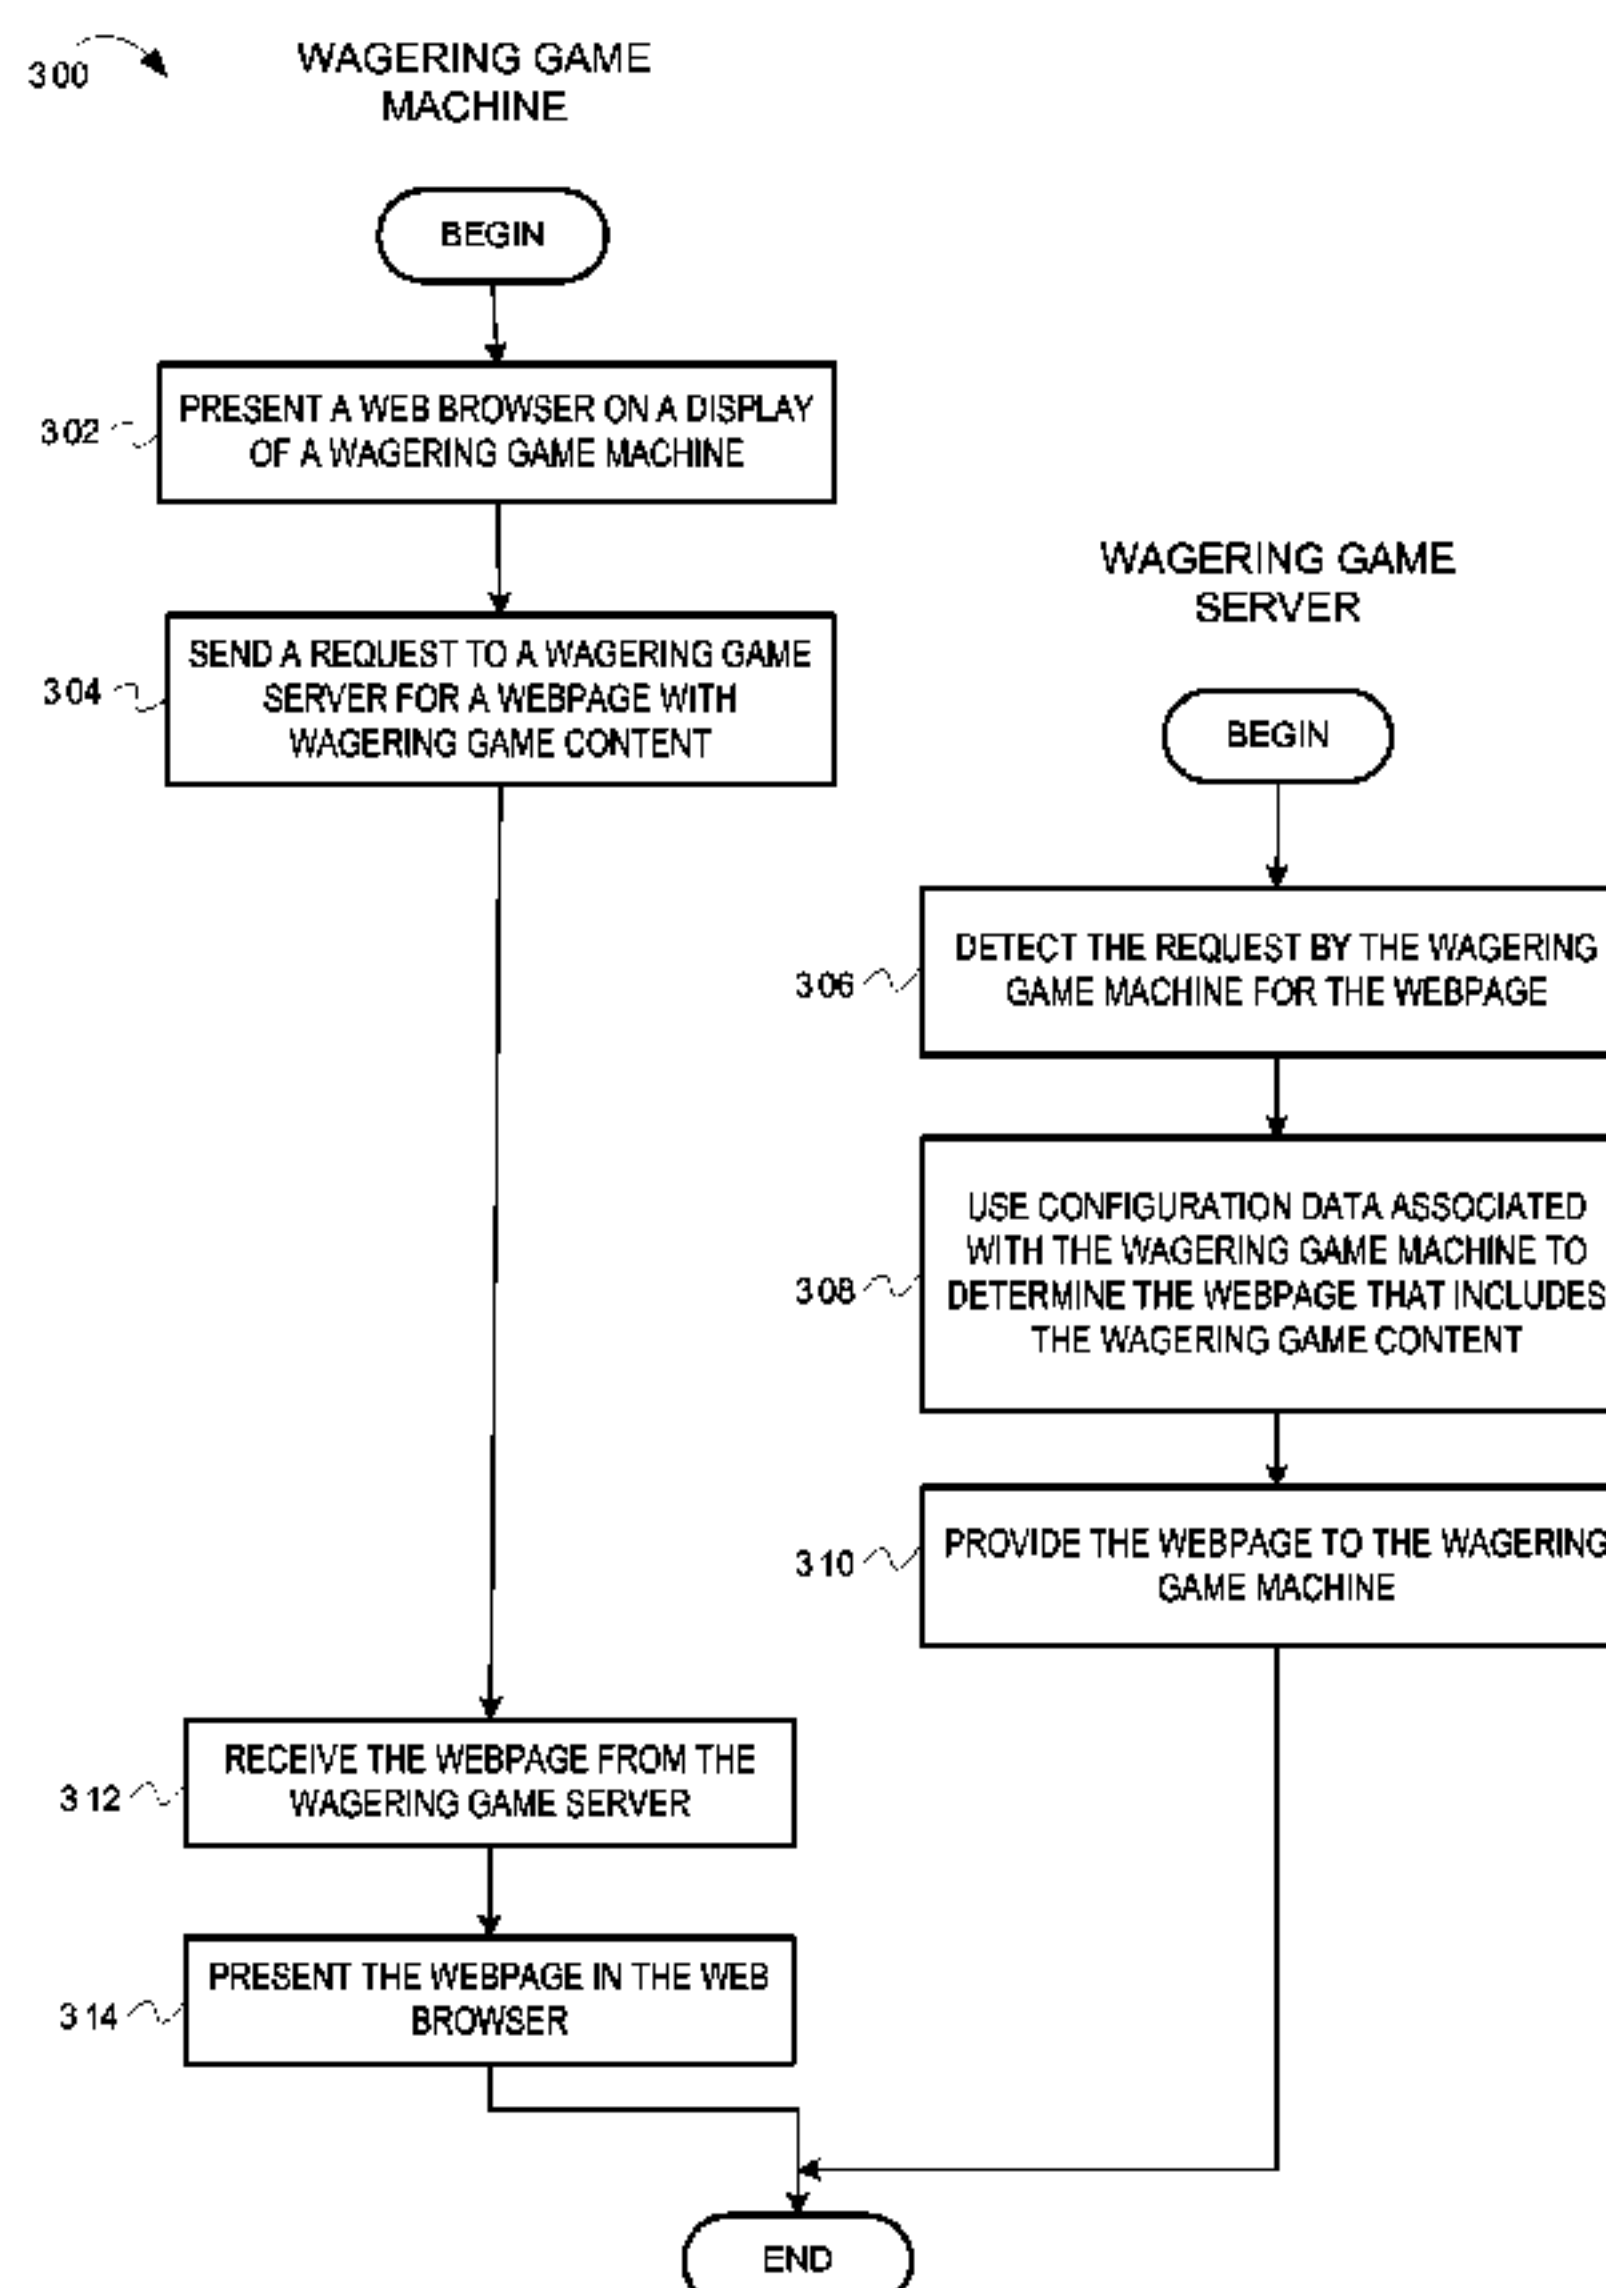 300
WAGERING GAME
MACHINE
BEGIN
302
PRESENT A WEB BROWSER ON A DISPLAY
OF A WAGERING GAME MACHINE
304
SEND A REQUEST TO A WAGERING GAME
SERVER FOR A WEBPAGE WITH
WAGERING GAME CONTENT
WAGERING GAME
SERVER
BEGIN
306
DETECT THE REQUEST BY THE WAGERING
GAME MACHINE FOR THE WEBPAGE
308
USE CONFIGURATION DATA ASSOCIATED
WITH THE WAGERING GAME MACHINE TO
DETERMINE THE WEBPAGE THAT INCLUDES
THE WAGERING GAME CONTENT
310
PROVIDE THE WEBPAGE TO THE WAGERING
GAME MACHINE
312
RECEIVE THE WEBPAGE FROM THE
WAGERING GAME SERVER
314
PRESENT THE WEBPAGE IN THE WEB
BROWSER
END